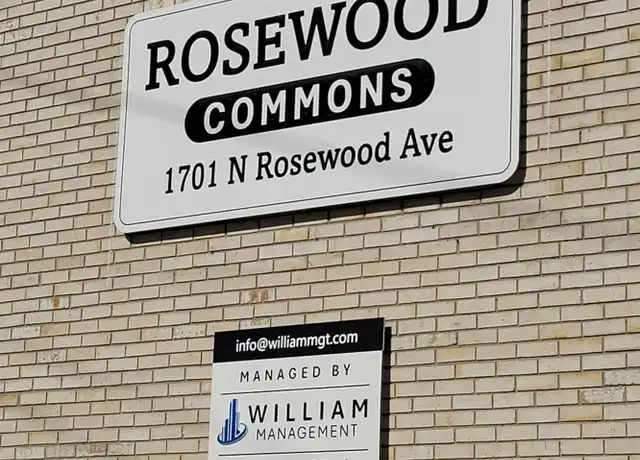 ROSEWOOD
COMMONS
1701 N Rosewood Ave
info@williammgt.com
MANAGED BY
WILLIAM
MANAGEMENT